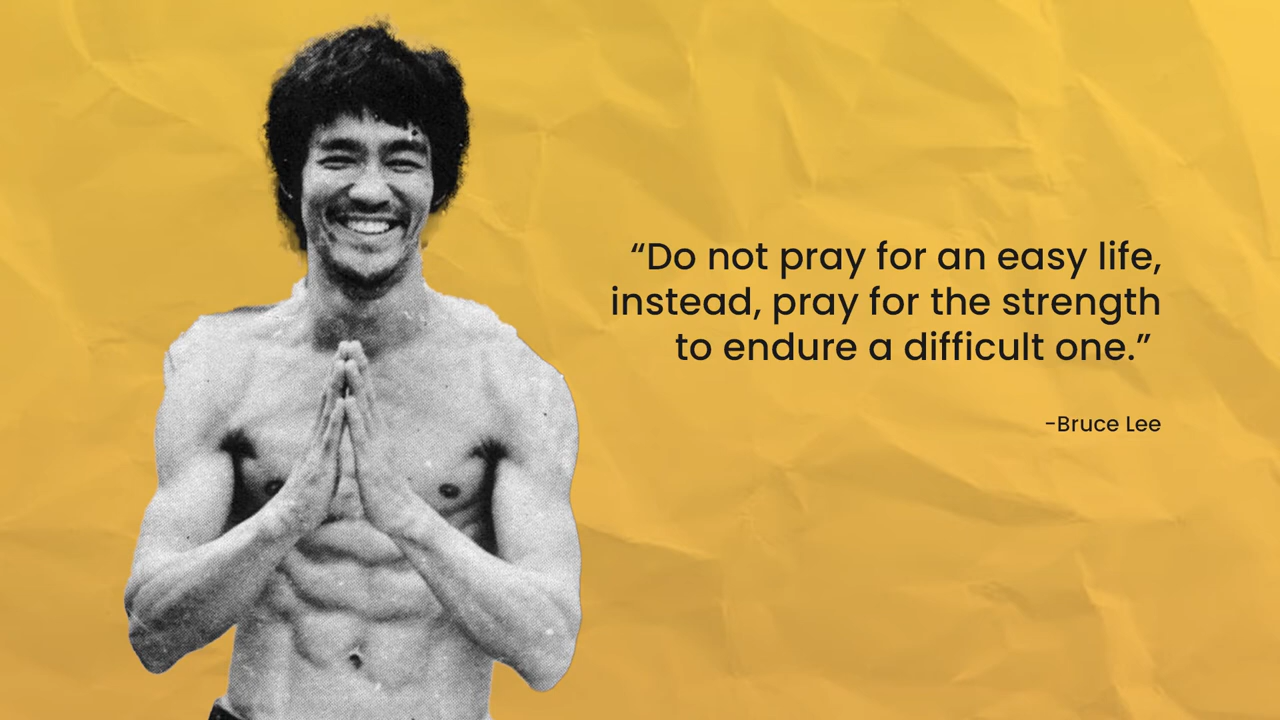 “Do not pray for an easy life,
instead, pray for the strength
to endure a difficult one.”
-Bruce Lee